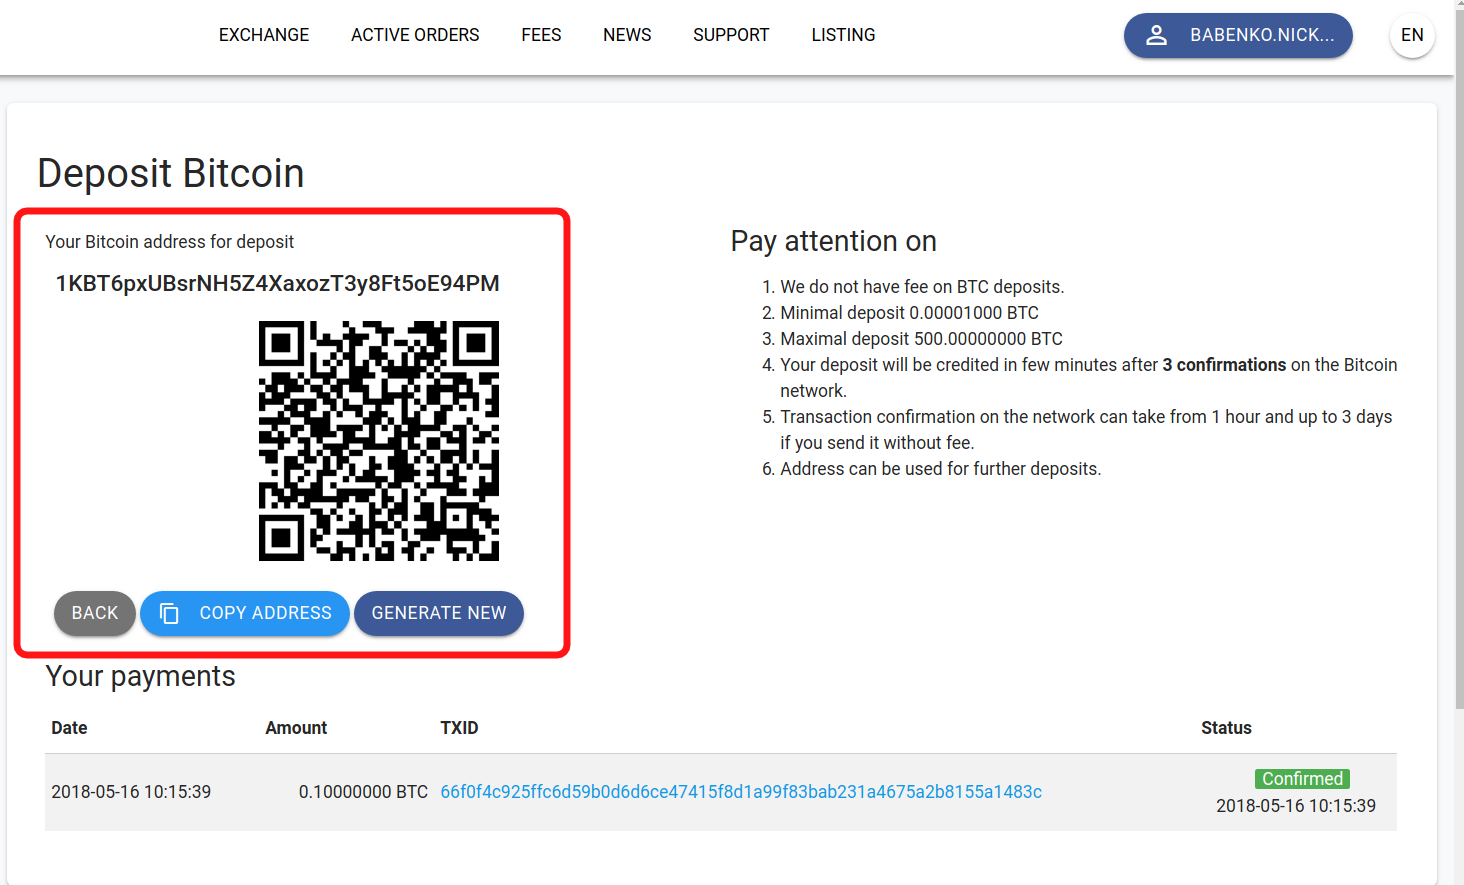 EXCHANGE ACTIVE ORDERS FEES NEWS SUPPORT LISTING BABENKO.NICK... EN
Deposit Bitcoin
Your Bitcoin address for deposit
1KBT6pxUBsrNH5Z4XaxozT3y8Ft5oE94PM
BACK COPY ADDRESS GENERATE NEW
Pay attention on
1. We do not have fee on BTC deposits.
2. Minimal deposit 0.00001000 BTC
3. Maximal deposit 500.00000000 BTC
4. Your deposit will be credited in few minutes after 3 confirmations on the Bitcoin
network.
5. Transaction confirmation on the network can take from 1 hour and up to 3 days
if you send it without fee.
6. Address can be used for further deposits.
Your payments
Date Amount TXID Status
2018-05-16 10:15:39 0.10000000 BTC 66f0f4c925ffc6d59b0d6d6ce47415f8d1a99f83bab231a4675a2b8155a1483c Confirmed
2018-05-16 10:15:39